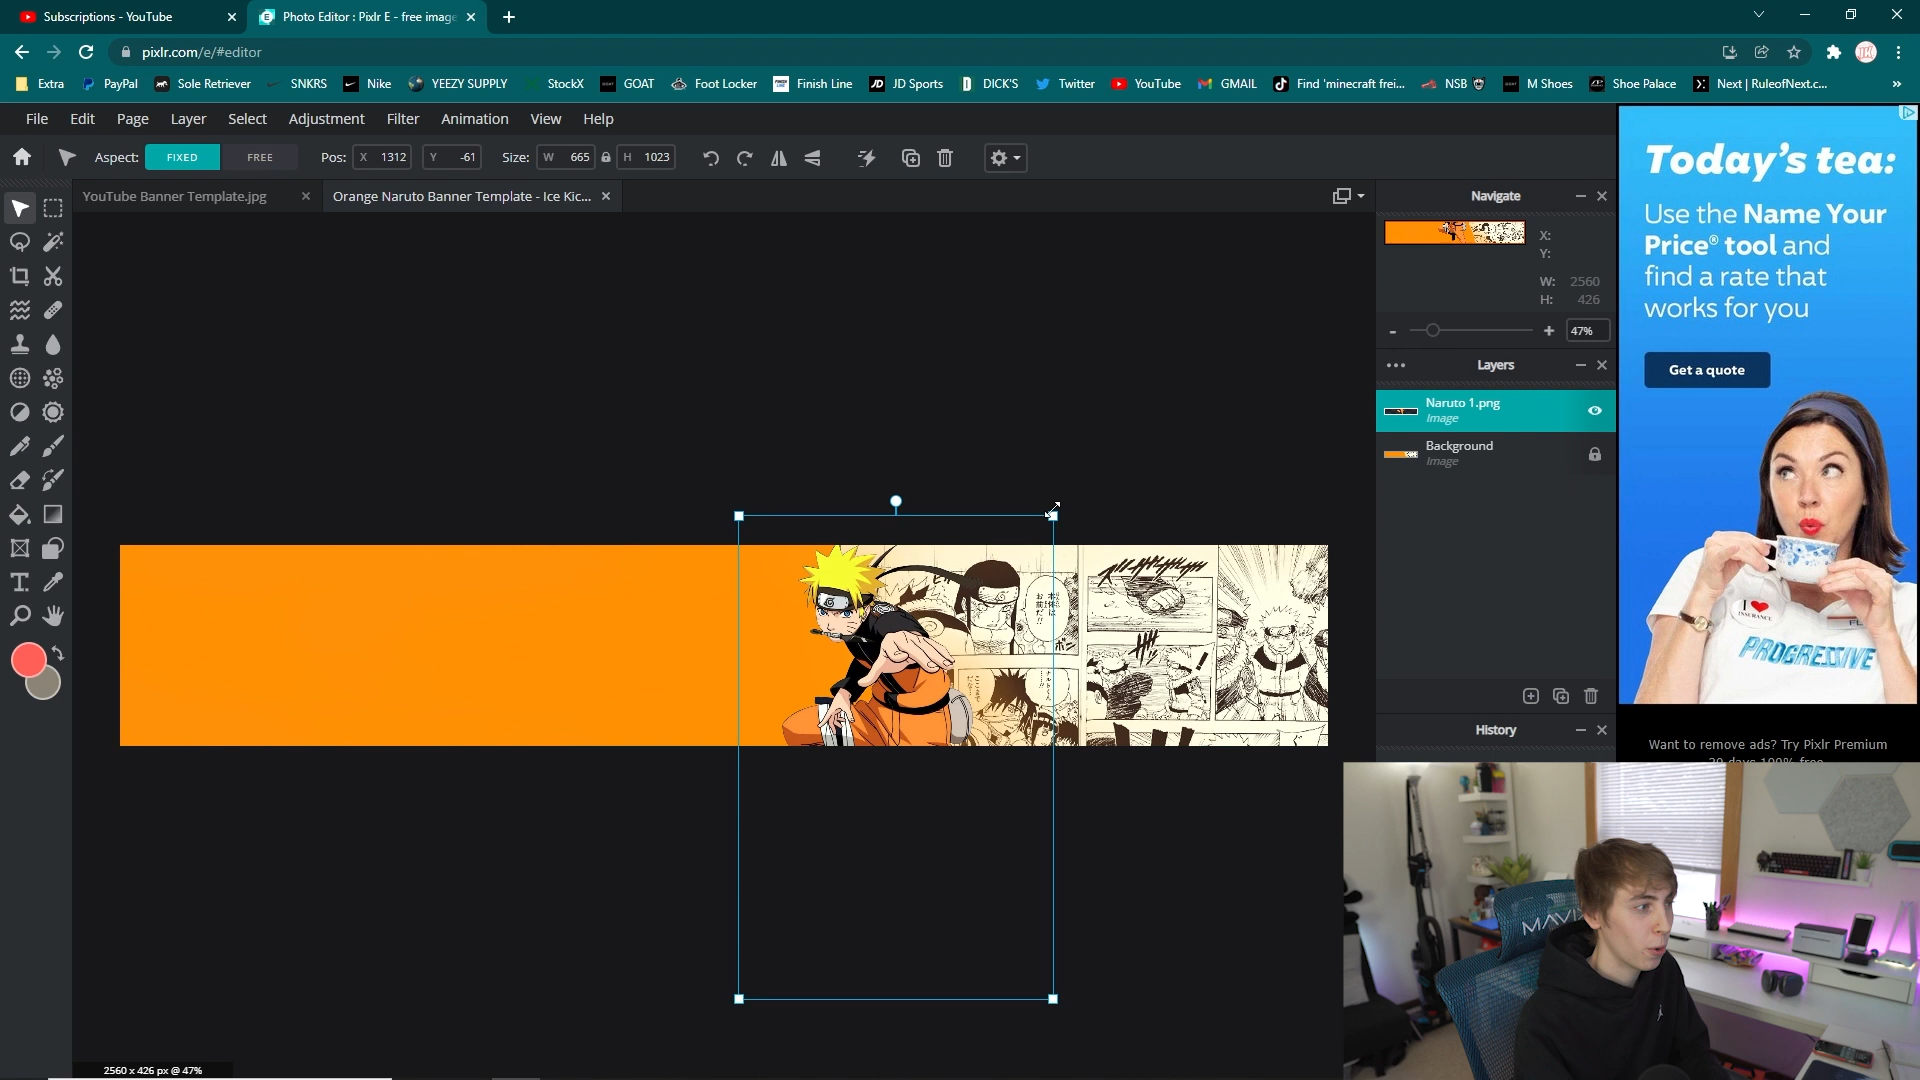 Subscriptions - YouTube
Photo Editor : Pixlr E - free image
pixlr.com/e/#editor
Extra
PayPal
Sole Retriever
SNKRS
Nike
YEEZY SUPPLY
StockX
GOAT
Foot Locker
Finish Line
JD Sports
DICK'S
Twitter
YouTube
GMAIL
Find 'minecraft frei...
NSB
M Shoes
Shoe Palace
Next | RuleofNext.c...
»
File Edit Page Layer Select Adjustment Filter Animation View Help
Aspect: FIXED FREE Pos: X 1312 Y -61 Size: W 665 H 1023
YouTube Banner Template.jpg
Orange Naruto Banner Template - Ice Kic...
Navigate
X:
Y:
W: 2560
H: 426
- + 47%
Layers
Naruto 1.png
Image
Background
Image
History
2560 x 426 px @ 47%
Today's tea:
Use the Name Your
Price® tool and
find a rate that
works for you
Get a quote
I ❤ INSURANCE
PROGRESSIVE
Want to remove ads? Try Pixlr Premium
30 days 100% free